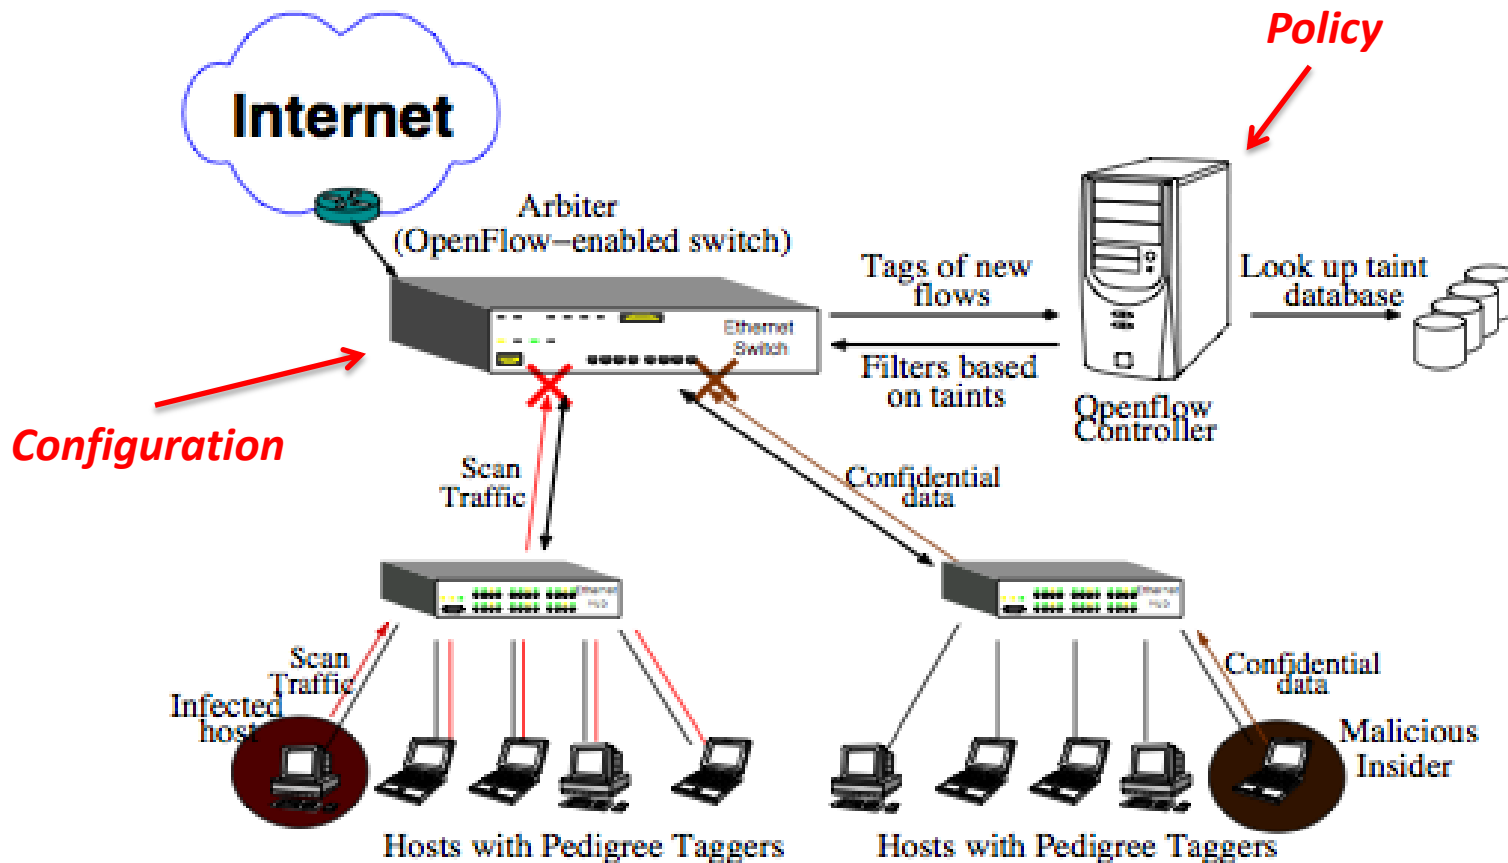 Policy
Internet
Arbiter
(OpenFlow−enabled switch)
Tags of new
flows
Look up taint
database
Ethernet
Switch
Filters based
on taints
Openflow
Controller
Configuration
Scan
Traffic
Confidential
data
Ethernet
Ethernet
Scan
Traffic
Infected
host
Confidential
data
Malicious
Insider
Hosts with Pedigree Taggers
Hosts with Pedigree Taggers